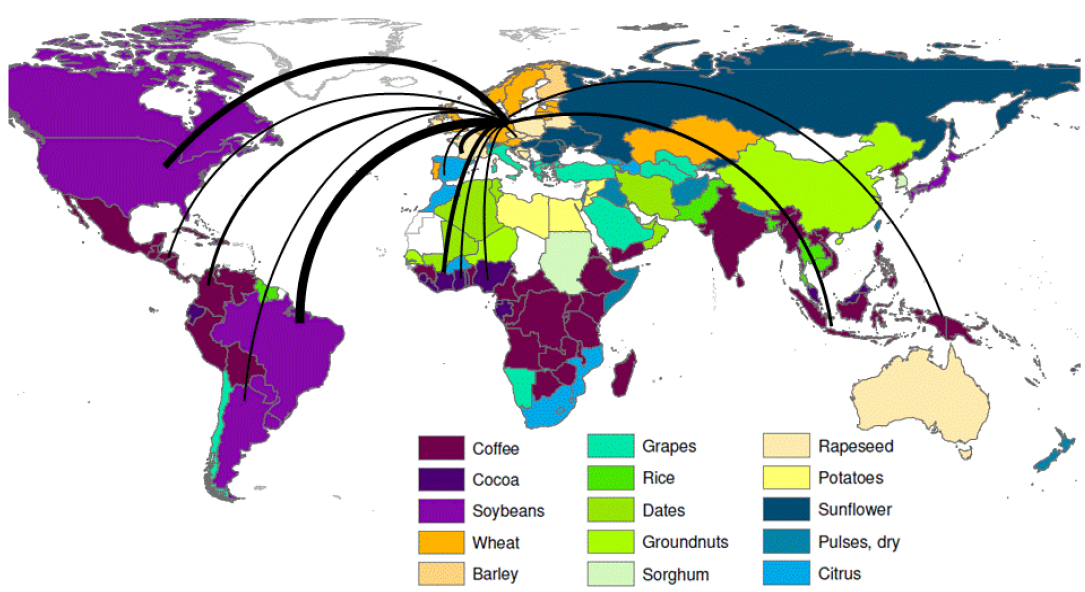 Coffee
Cocoa
Soybeans
Wheat
Barley
Grapes
Rice
Dates
Groundnuts
Sorghum
Rapeseed
Potatoes
Sunflower
Pulses, dry
Citrus